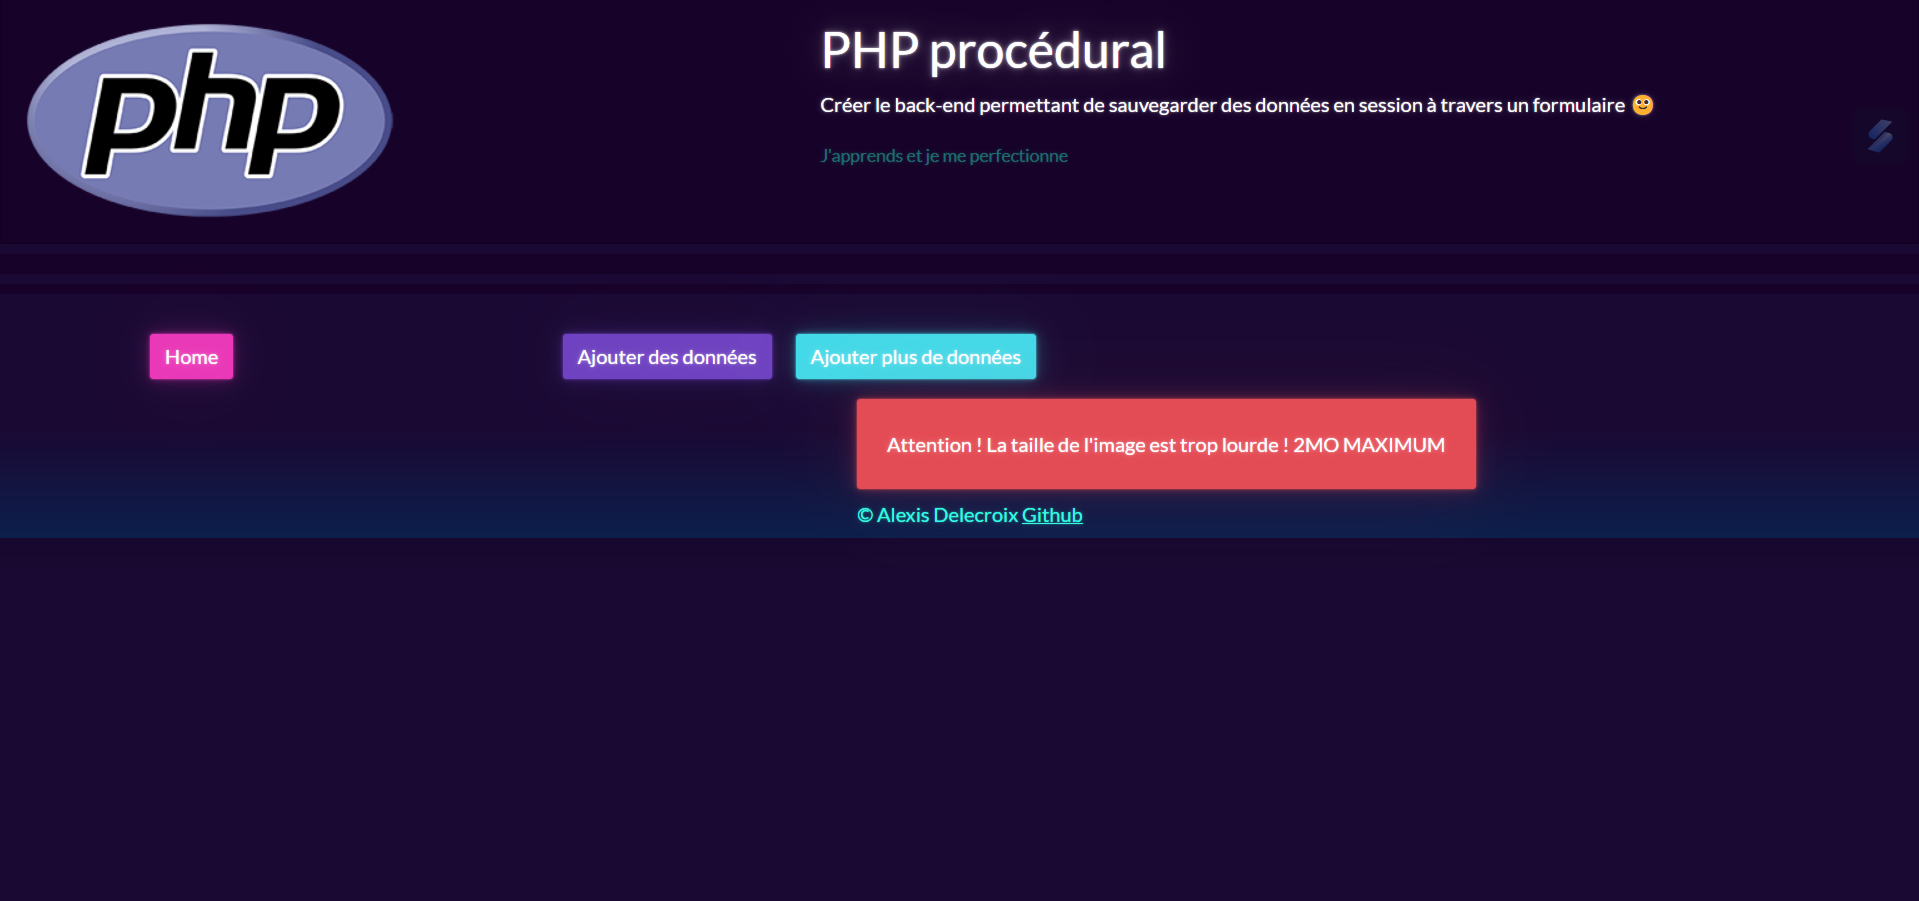 php
PHP procédural
Créer le back-end permettant de sauvegarder des données en session à travers un formulaire
J'apprends et je me perfectionne
Home
Ajouter des données
Ajouter plus de données
Attention ! La taille de l'image est trop lourde ! 2MO MAXIMUM
© Alexis Delecroix Github